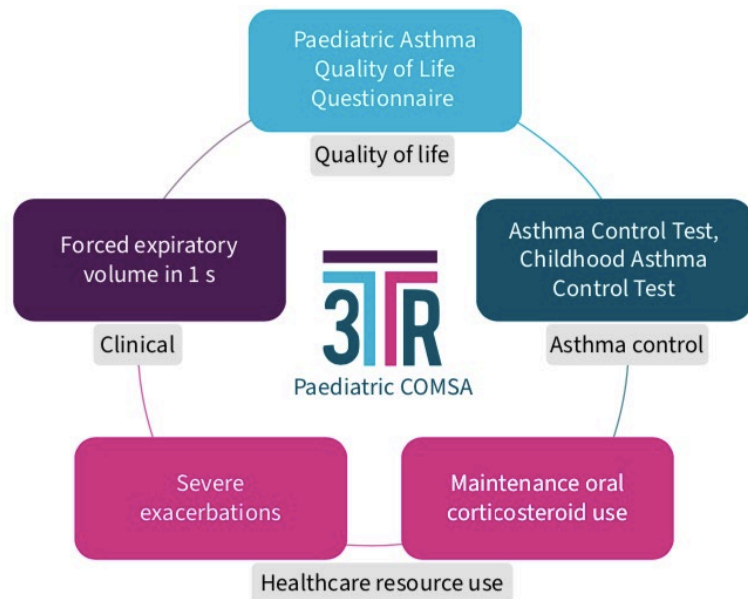 Paediatric Asthma
Quality of Life
Questionnaire
Quality of life
Forced expiratory
volume in 1 s
Clinical
Asthma Control Test,
Childhood Asthma
Control Test
Asthma control
3TR
Paediatric COMSA
Severe
exacerbations
Maintenance oral
corticosteroid use
Healthcare resource use